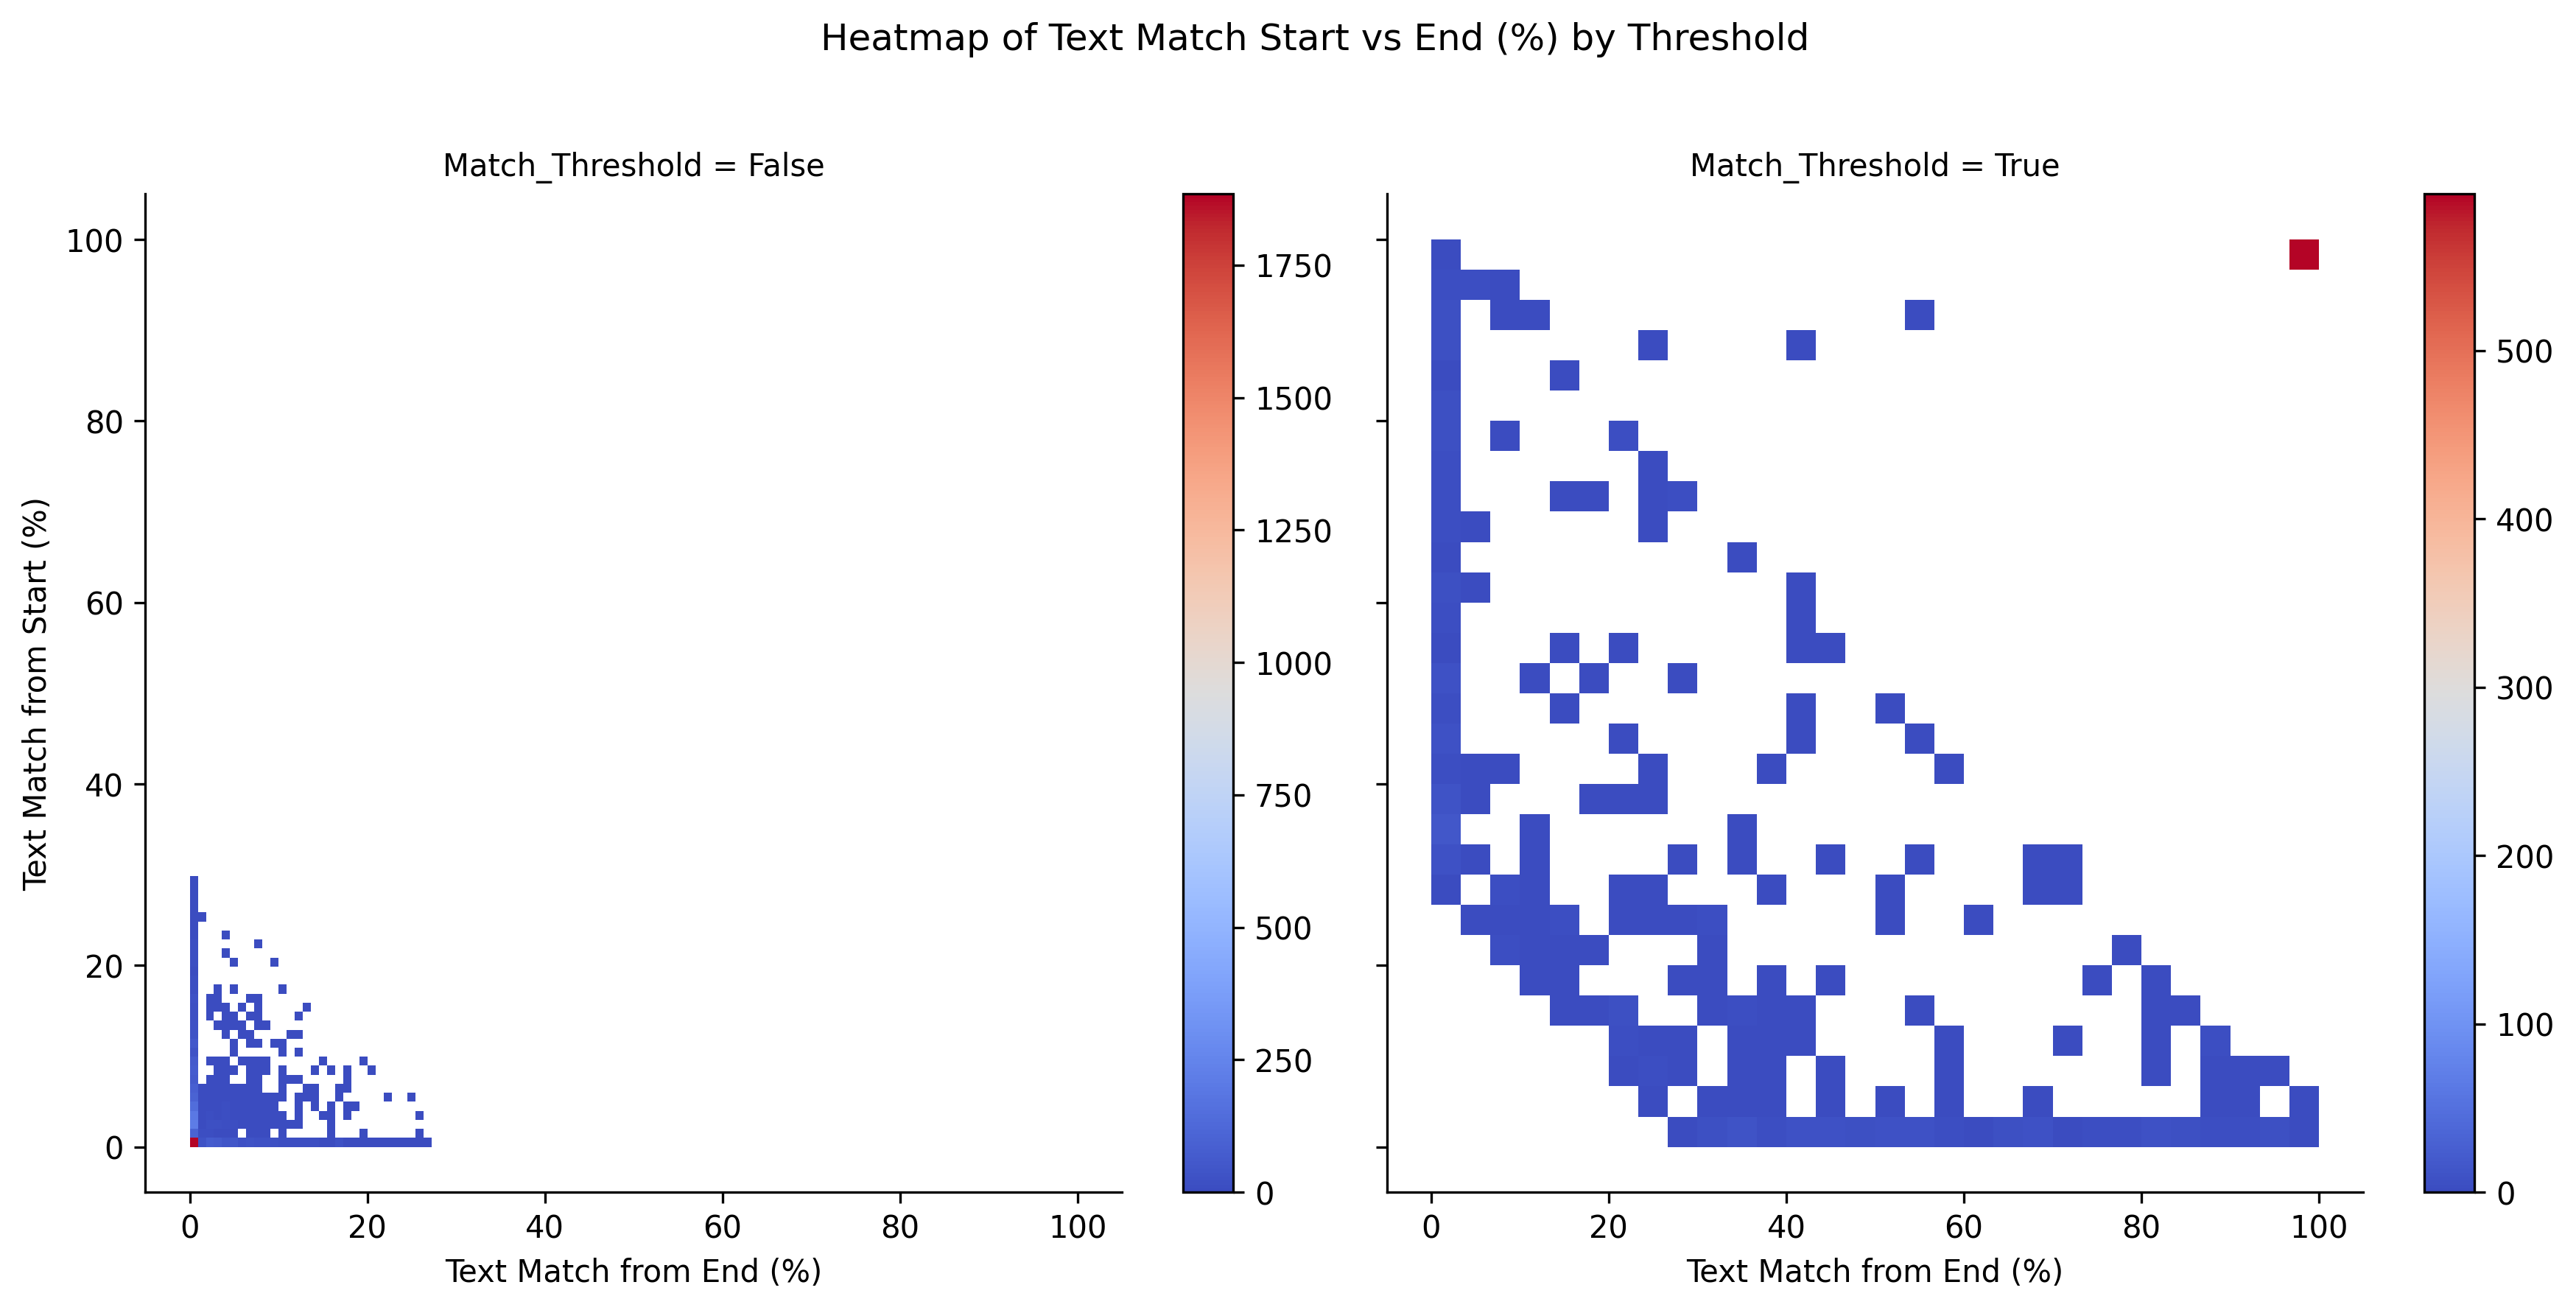 Heatmap of Text Match Start vs End (%) by Threshold
Match_Threshold = False
Match_Threshold = True
Text Match from Start (%)
100
80
60
40
20
0
0 20 40 60 80 100
Text Match from End (%)
1750
1500
1250
1000
750
500
250
0
0 20 40 60 80 100
Text Match from End (%)
500
400
300
200
100
0